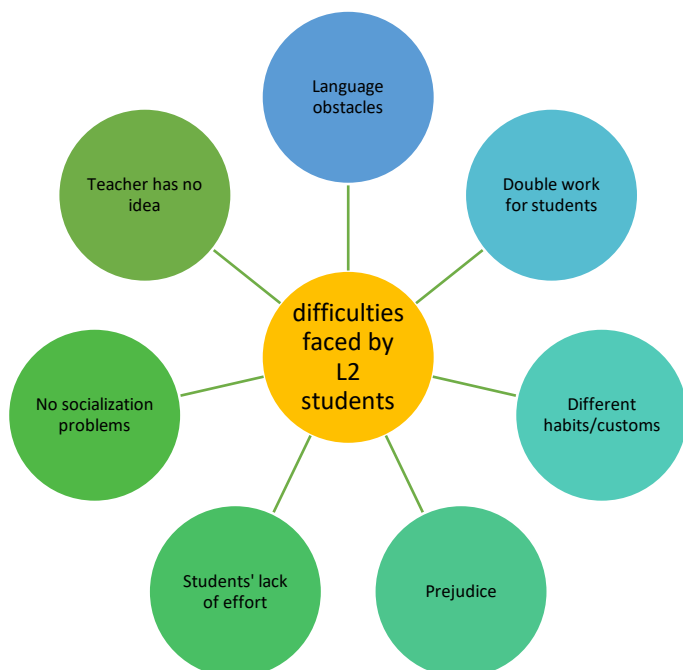 Language
obstacles
Double work
for students
Different
habits/customs
Prejudice
Students' lack
of effort
No socialization
problems
Teacher has no
idea
difficulties
faced by
L2
students